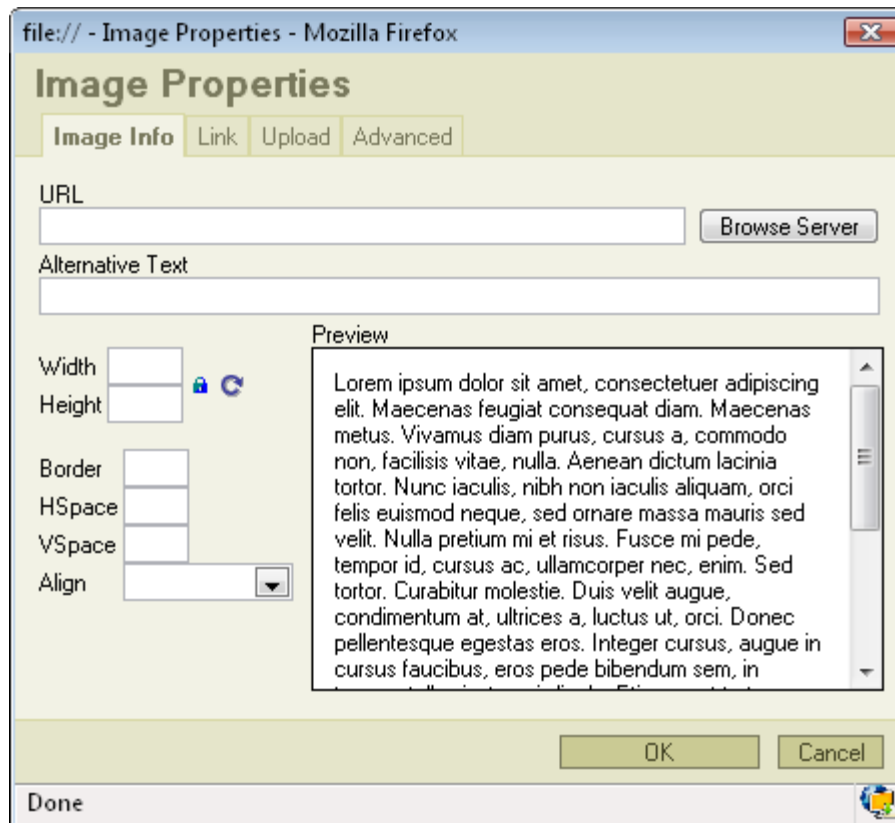 file:// - Image Properties - Mozilla Firefox
Image Properties
Image Info Link Upload Advanced
URL
Browse Server
Alternative Text
Width
Height
Border
HSpace
VSpace
Align
Preview
Lorem ipsum dolor sit amet, consectetuer adipiscing
elit. Maecenas feugiat consequat diam. Maecenas
metus. Vivamus diam purus, cursus a, commodo
non, facilisis vitae, nulla. Aenean dictum lacinia
tortor. Nunc iaculis, nibh non iaculis aliquam, orci
felis euismod neque, sed ornare massa mauris sed
velit. Nulla pretium mi et risus. Fusce mi pede,
tempor id, cursus ac, ullamcorper nec, enim. Sed
tortor. Curabitur molestie. Duis velit augue,
condimentum at, ultrices a, luctus ut, orci. Donec
pellentesque egestas eros. Integer cursus, augue in
cursus faucibus, eros pede bibendum sem, in
OK Cancel
Done